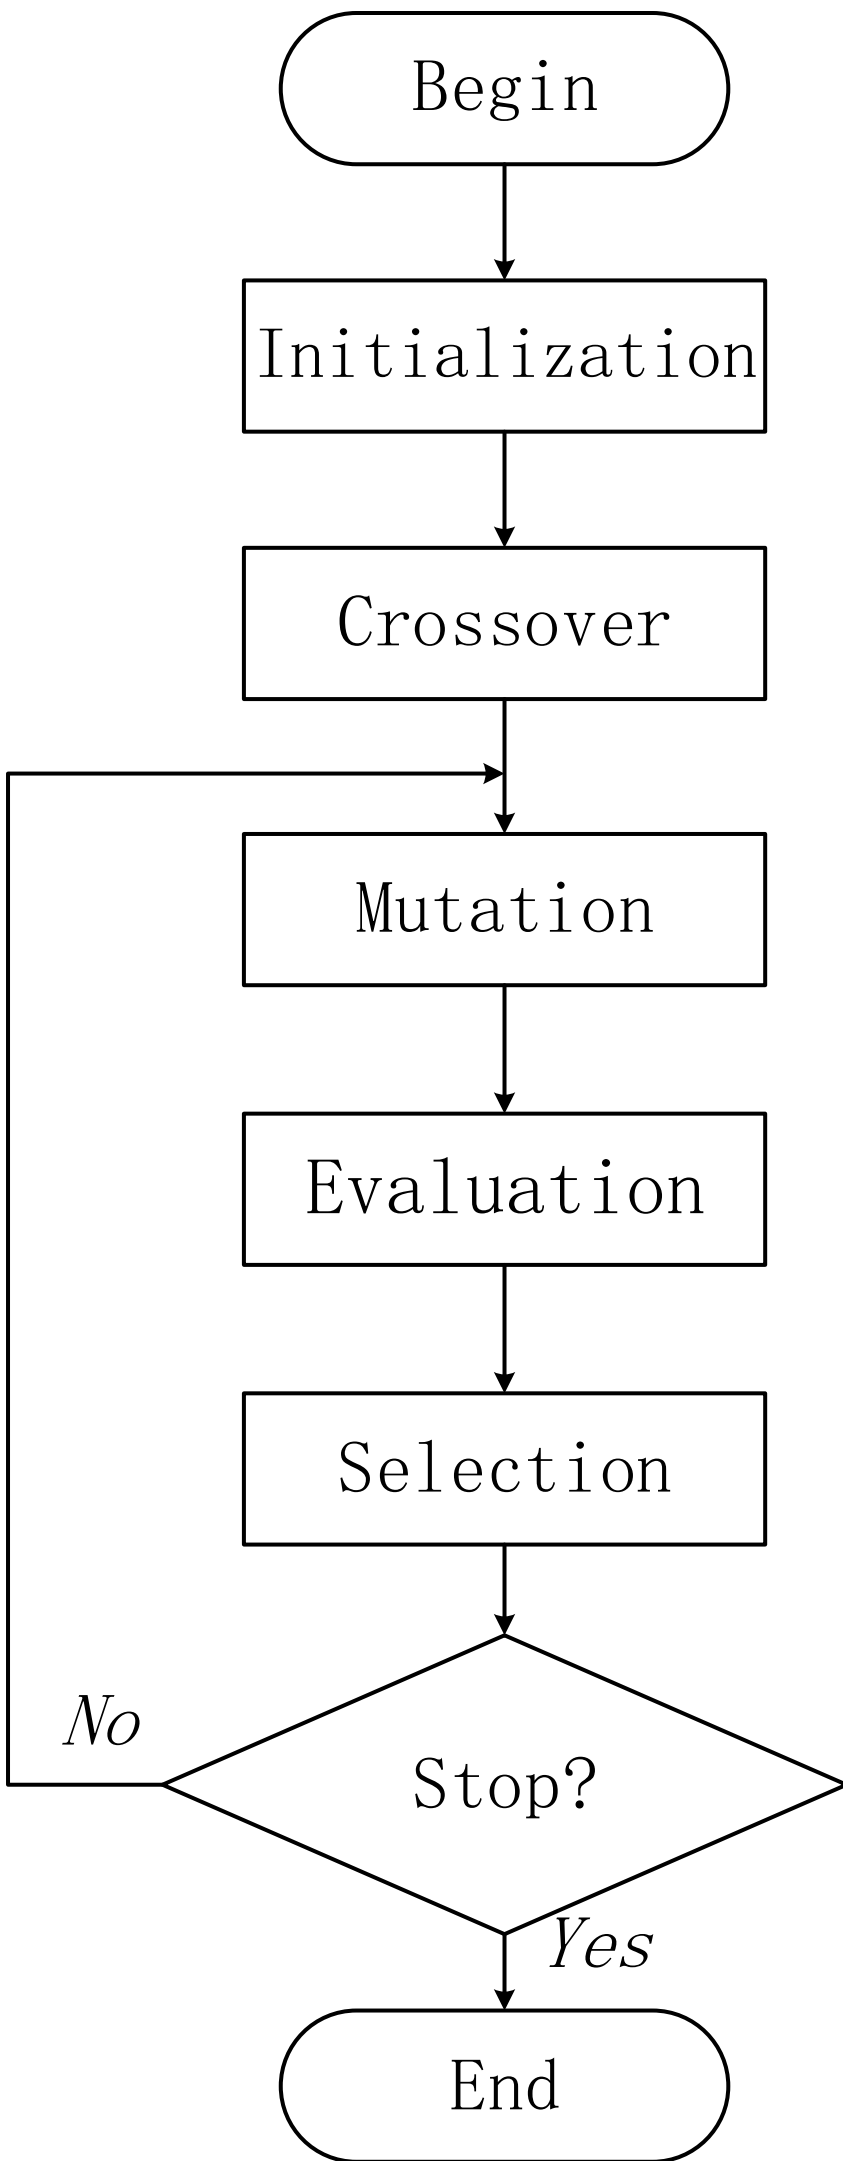 Begin
Initialization
Crossover
Mutation
Evaluation
Selection
No
Stop?
Yes
End